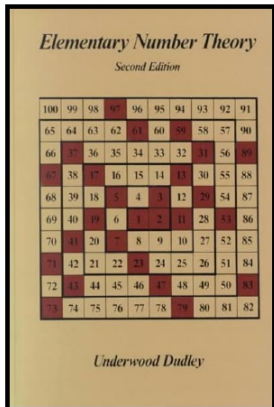 Elementary Number Theory
Second Edition
100 99 98 97 96 95 94 93 92 91
65 64 63 62 61 60 59 58 57 90
66 37 36 35 34 33 32 31 56 89
67 38 17 16 15 14 13 30 55 88
68 39 18 5 4 3 12 29 54 87
69 40 19 6 1 2 11 28 53 86
70 41 20 7 8 9 10 27 52 85
71 42 21 22 23 24 25 26 51 84
72 43 44 45 46 47 48 49 50 83
73 74 75 76 77 78 79 80 81 82
Underwood Dudley